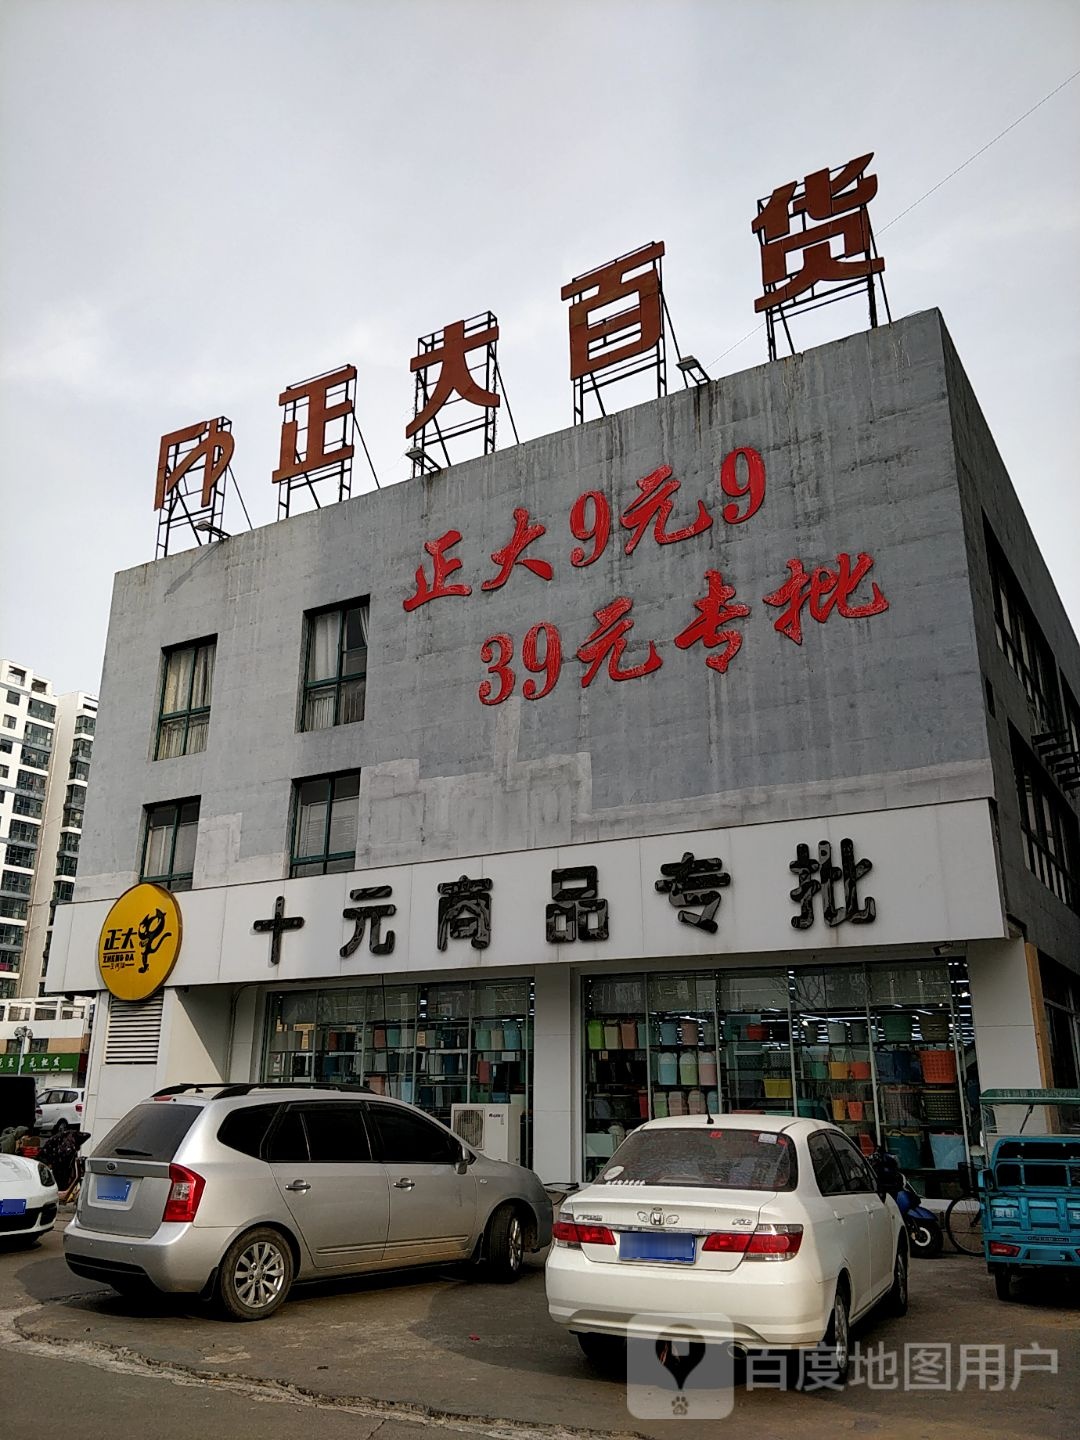 正大百货
正大9元9
39元专批
十元商品专批
正大
ZHENG DA
百度地图用户